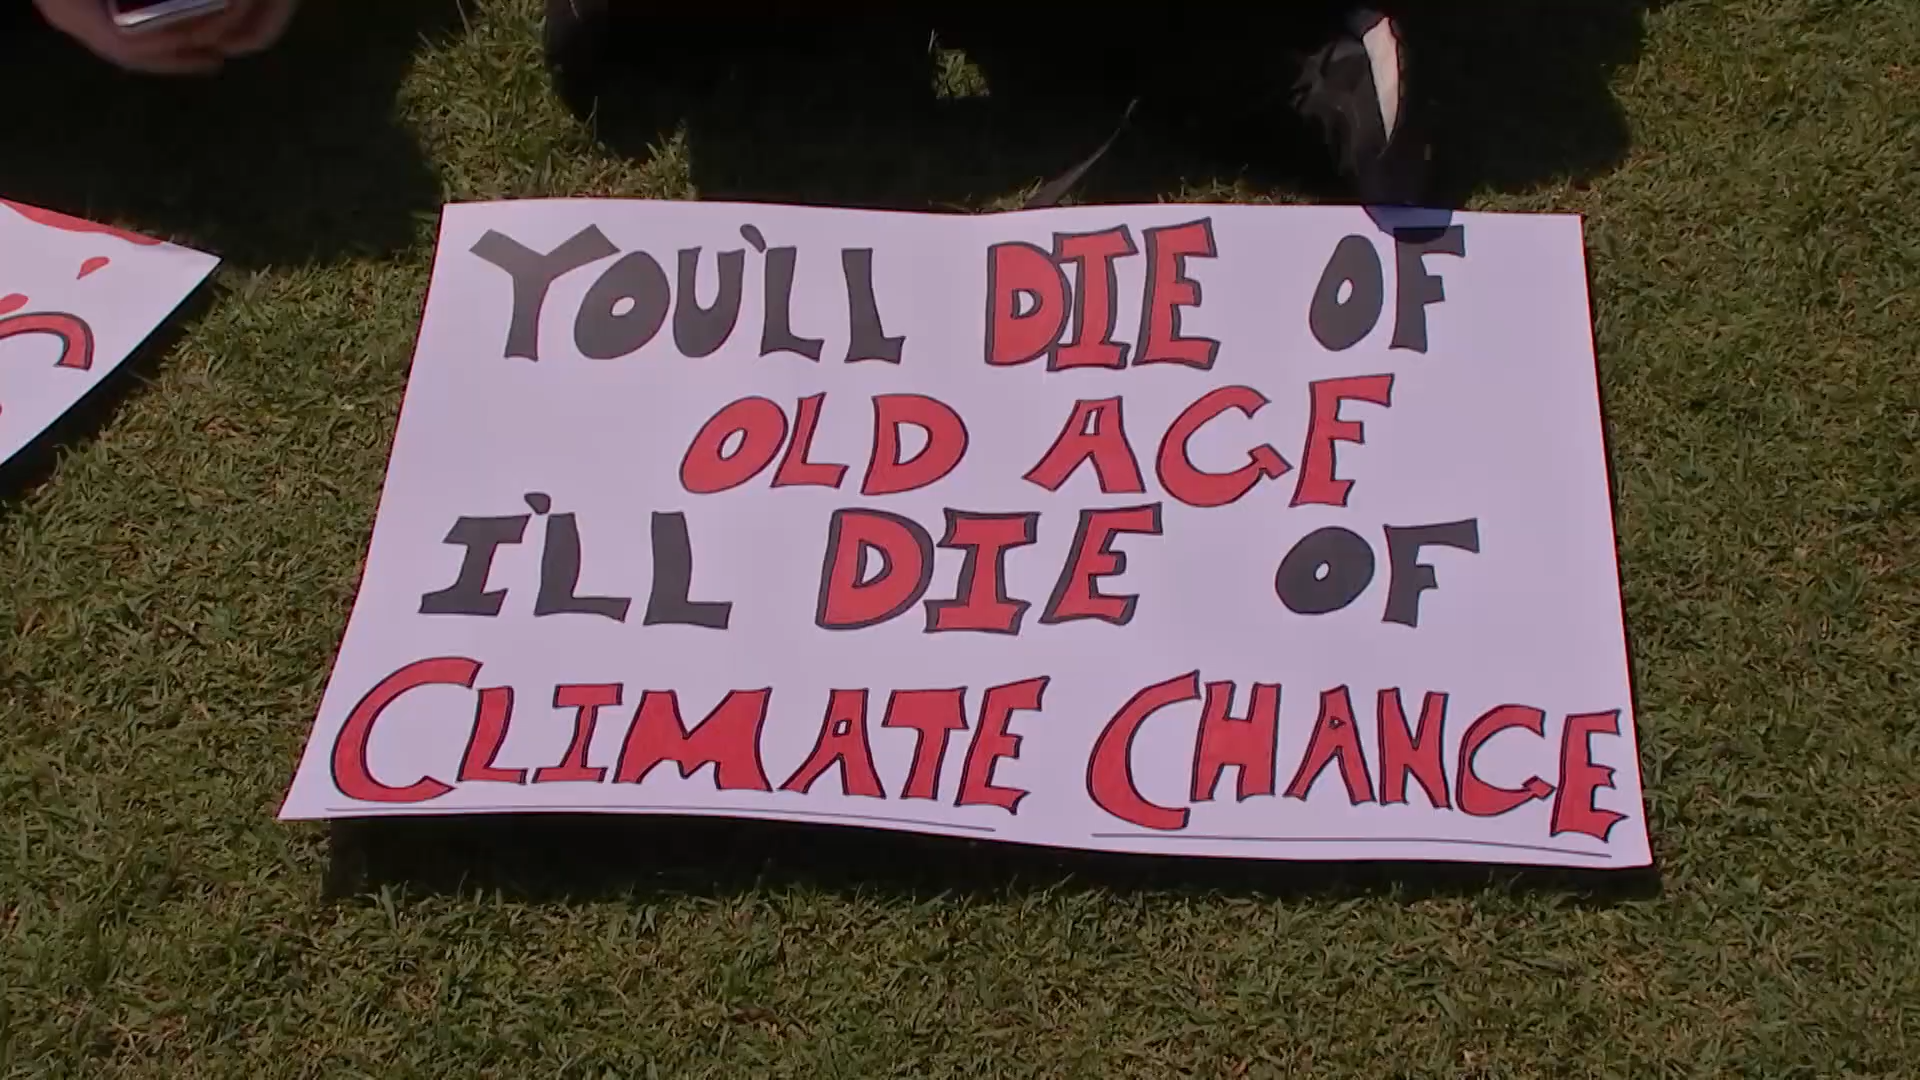 YOU'LL DIE OF
OLD AGE
I'LL DIE OF
CLIMATE CHANGE